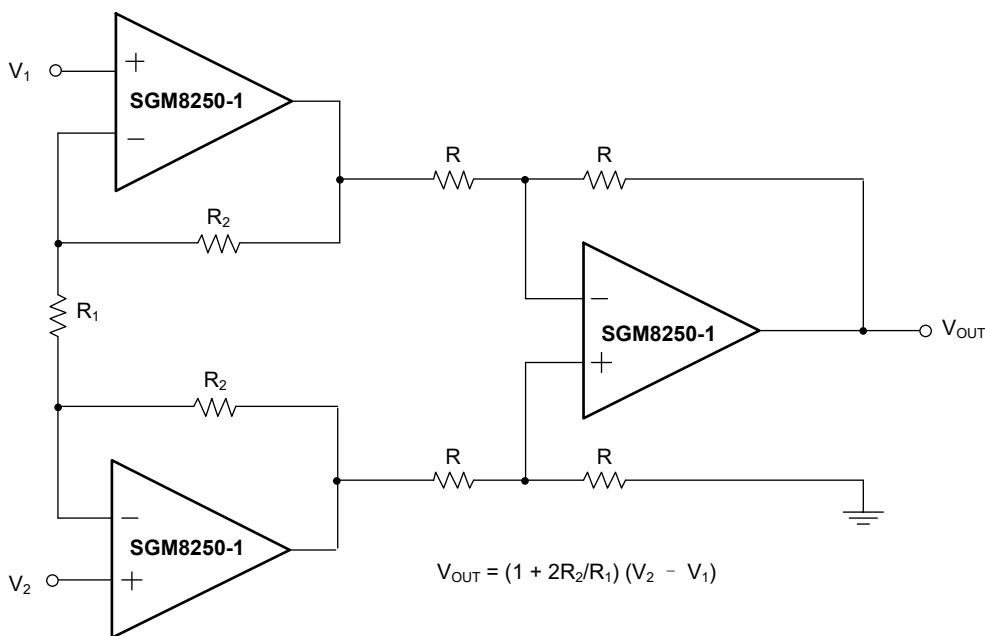 V1
+
SGM8250-1
−
R
R
R2
R1
−
SGM8250-1
+
VOUT
R2
R
R
−
SGM8250-1
V2
+
VOUT = (1 + 2R2/R1) (V2 − V1)